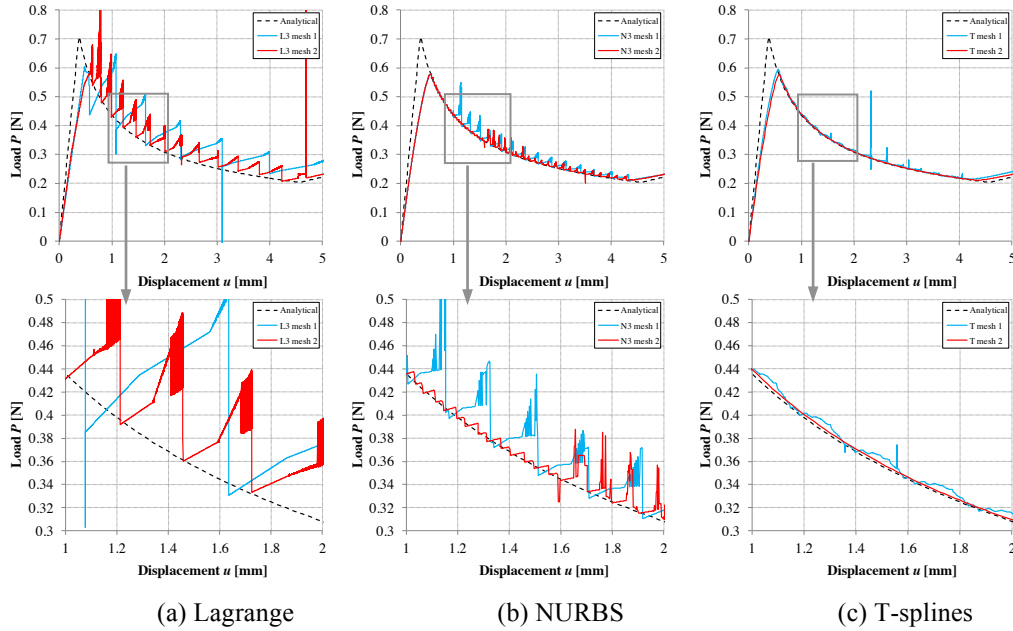 0.8
0.7
0.6
0.5
0.4
0.3
0.2
0.1
0
Load P [N]
0 1 2 3 4 5
Displacement u [mm]
Analytical
L3 mesh 1
L3 mesh 2
0.8
0.7
0.6
0.5
0.4
0.3
0.2
0.1
0
Load P [N]
0 1 2 3 4 5
Displacement u [mm]
Analytical
N3 mesh 1
N3 mesh 2
0.8
0.7
0.6
0.5
0.4
0.3
0.2
0.1
0
Load P [N]
0 1 2 3 4 5
Displacement u [mm]
Analytical
T mesh 1
T mesh 2
0.5
0.48
0.46
0.44
0.42
0.4
0.38
0.36
0.34
0.32
0.3
Load P [N]
1 1.2 1.4 1.6 1.8 2
Displacement u [mm]
Analytical
L3 mesh 1
L3 mesh 2
0.5
0.48
0.46
0.44
0.42
0.4
0.38
0.36
0.34
0.32
0.3
Load P [N]
1 1.2 1.4 1.6 1.8 2
Displacement u [mm]
Analytical
N3 mesh 1
N3 mesh 2
0.5
0.48
0.46
0.44
0.42
0.4
0.38
0.36
0.34
0.32
0.3
Load P [N]
1 1.2 1.4 1.6 1.8 2
Displacement u [mm]
Analytical
T mesh 1
T mesh 2
(a) Lagrange
(b) NURBS
(c) T-splines